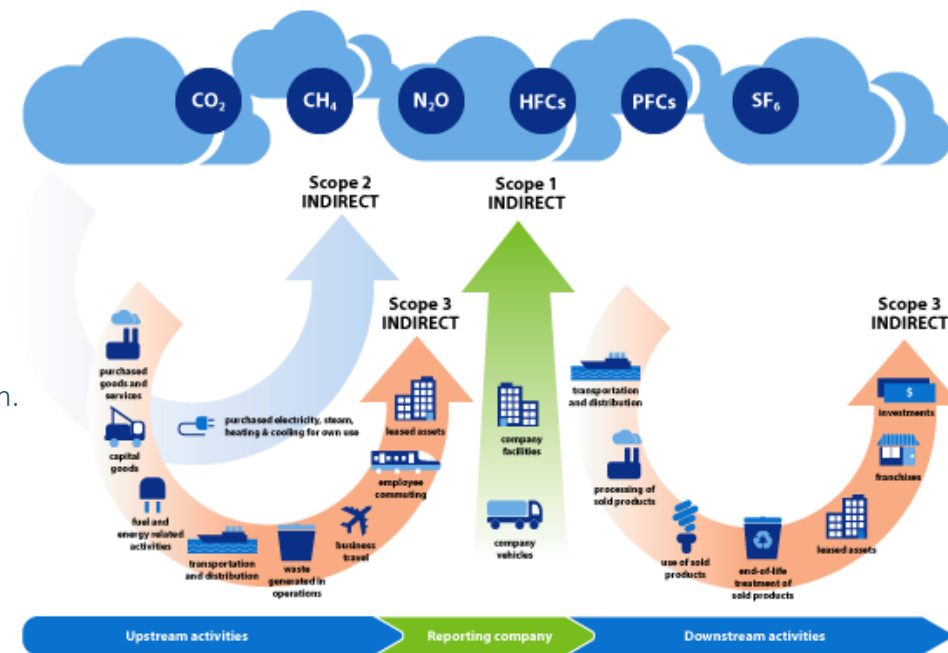 CO₂
CH₄
N₂O
HFCs
PFCs
SF₆
Scope 2
INDIRECT
Scope 1
INDIRECT
Scope 3
INDIRECT
Scope 3
INDIRECT
purchased
goods and
services
n.
capital
goods
purchased electricity, steam,
heating & cooling for own use
fuel and
energy related
activities
transportation
and distribution
waste
generated in
operations
business
travel
employee
commuting
leased assets
company
facilities
company
vehicles
transportation
and distribution
processing of
sold products
use of sold
products
end-of-life
treatment of
sold products
leased assets
franchises
$
investments
Upstream activities
Reporting company
Downstream activities